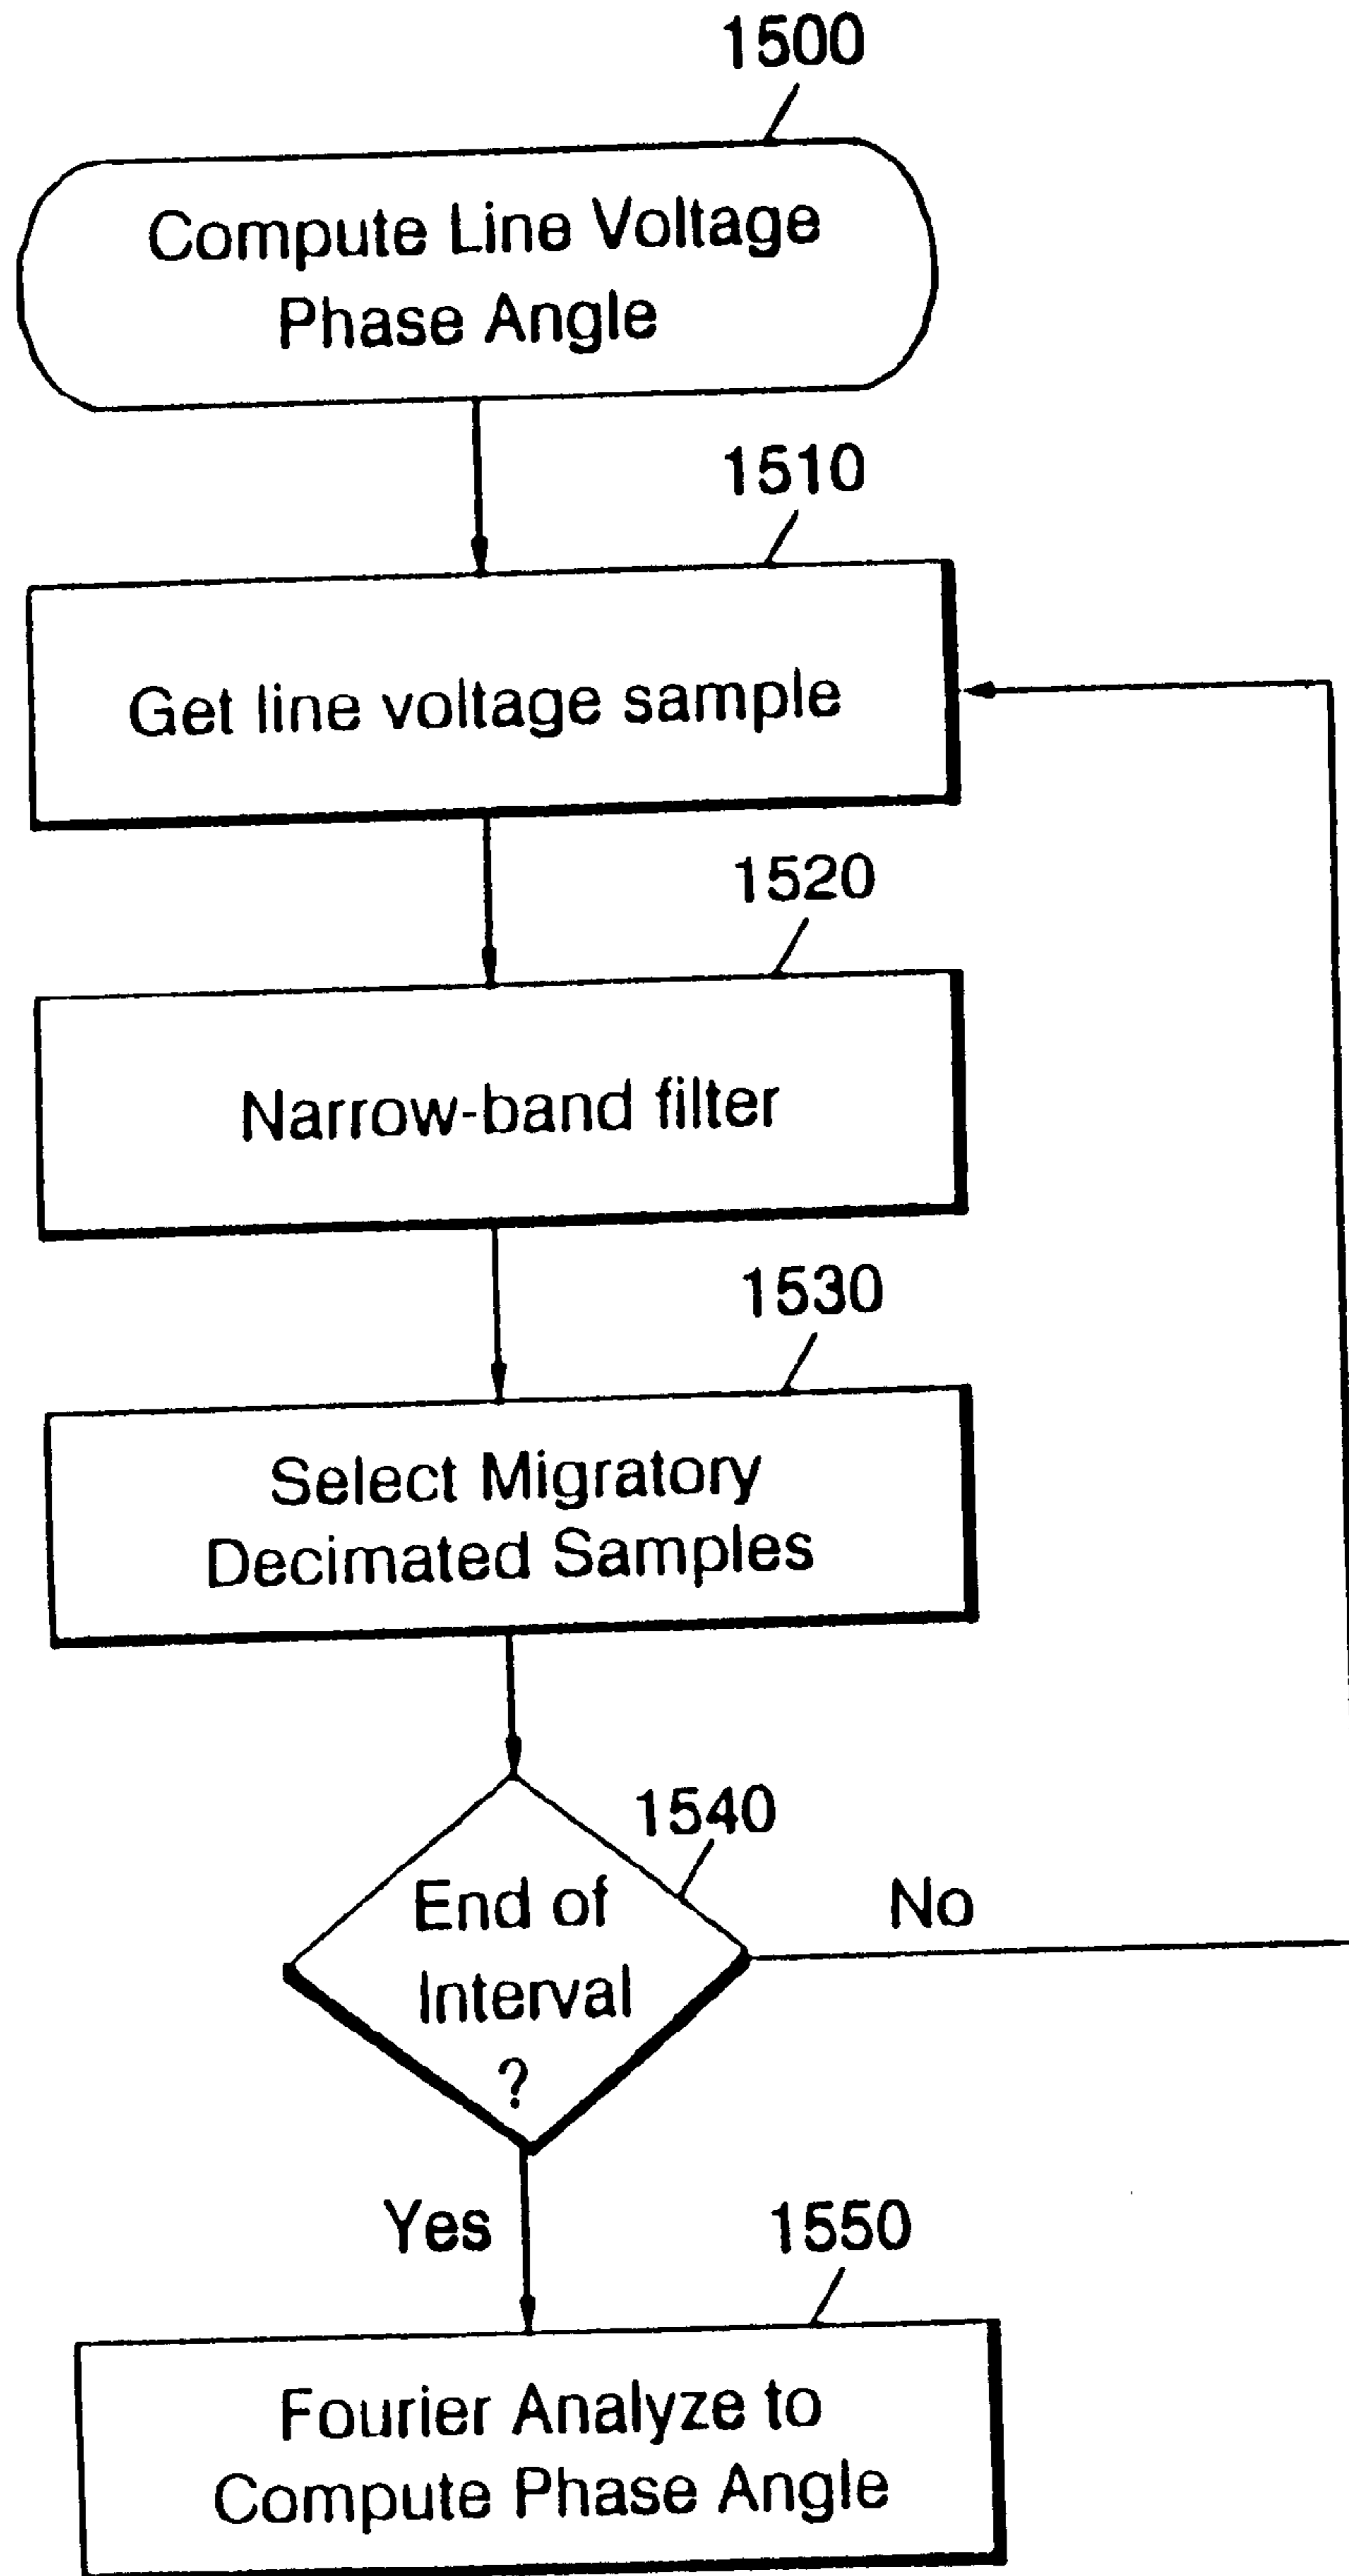 1500
Compute Line Voltage
Phase Angle
1510
Get line voltage sample
1520
Narrow-band filter
1530
Select Migratory
Decimated Samples
1540
End of
Interval
?
No
Yes
1550
Fourier Analyze to
Compute Phase Angle